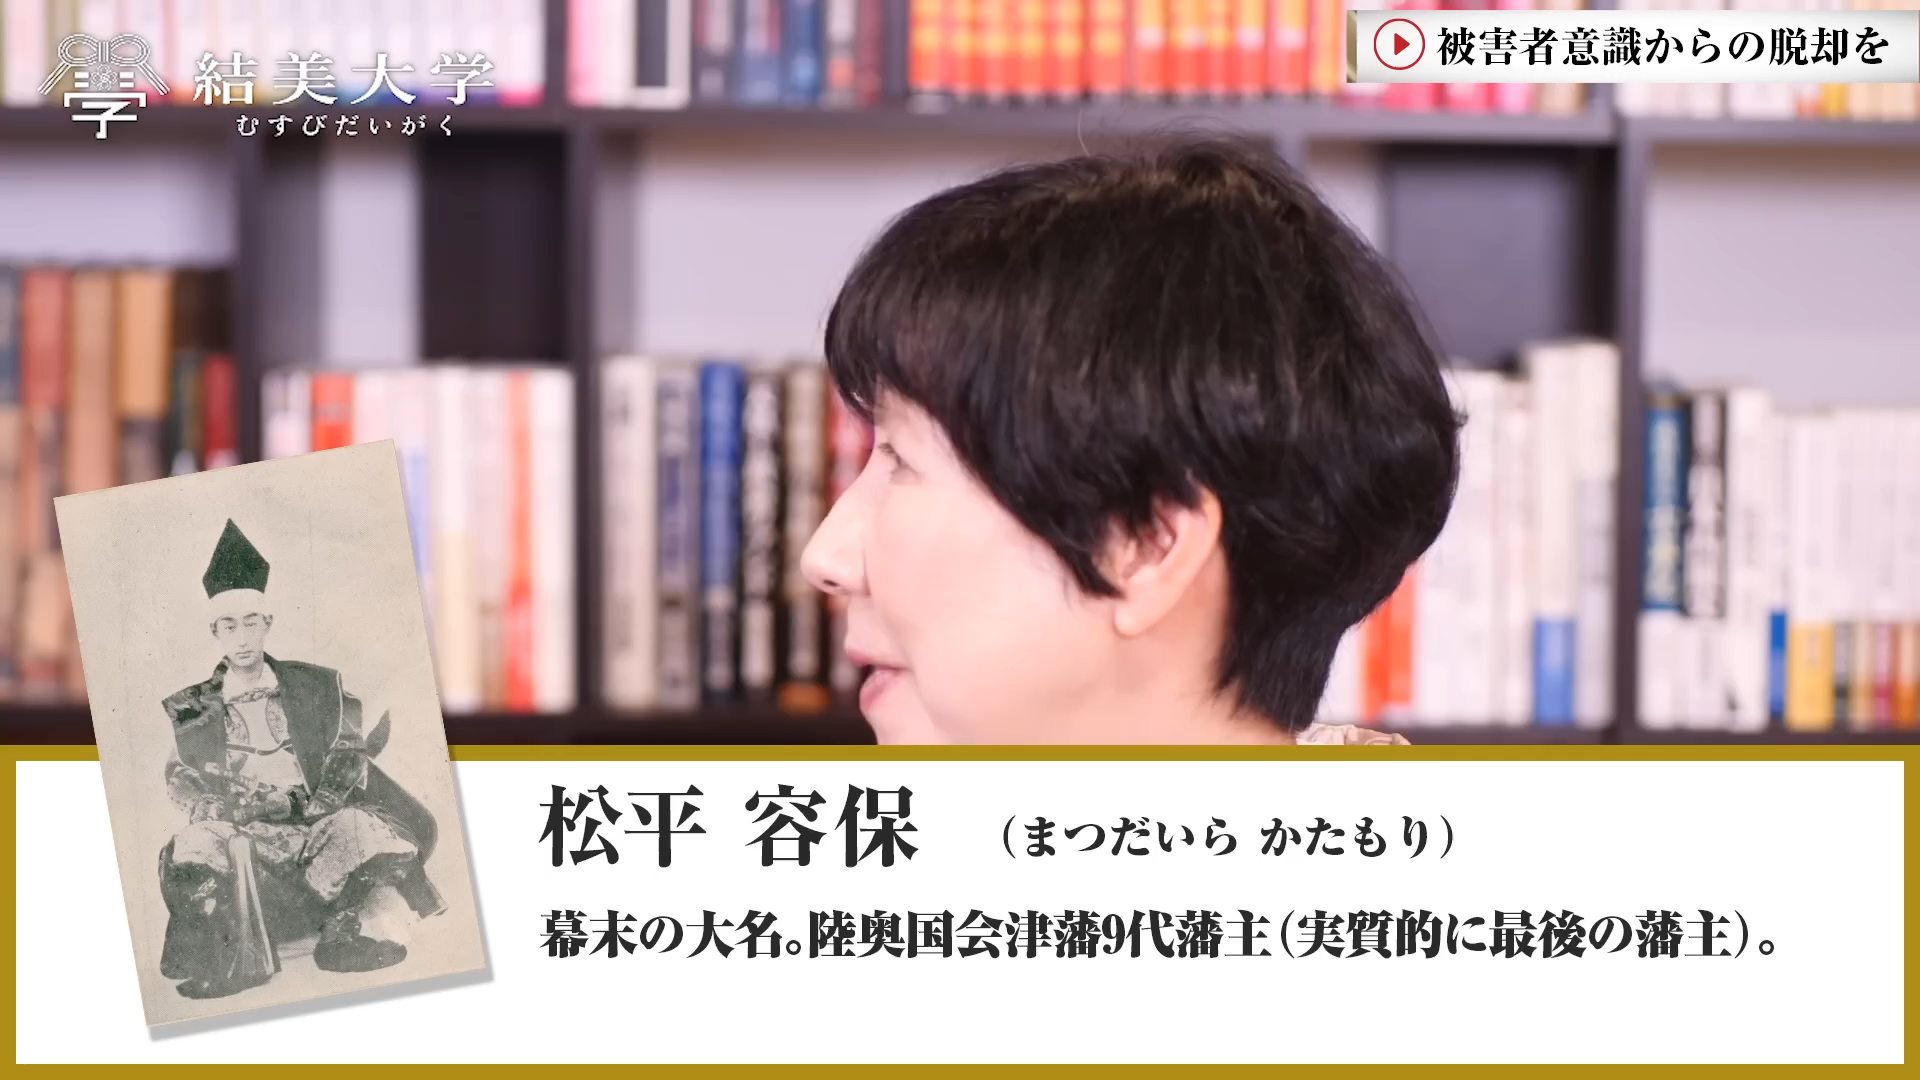 結美大学
むすびだいがく
被害者意識からの脱却を
松平 容保 (まつだいら かたもり)
幕末の大名。陸奥国会津藩9代藩主(実質的に最後の藩主)。